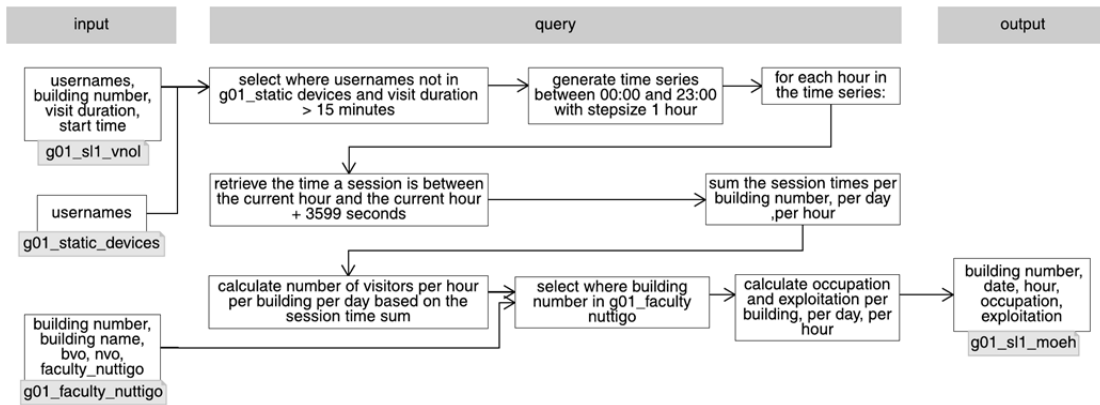 input
query
output
usernames,
building number,
visit duration,
start time
g01_sl1_vnol
usernames
g01_static_devices
building number,
building name,
bvo, nvo,
faculty_nuttigo
g01_faculty_nuttigo
select where usernames not in
g01_static devices and visit duration
> 15 minutes
generate time series
between 00:00 and 23:00
with stepsize 1 hour
for each hour in
the time series:
retrieve the time a session is between
the current hour and the current hour
+ 3599 seconds
sum the session times per
building number, per day
,per hour
calculate number of visitors per hour
per building per day based on the
session time sum
select where building
number in g01_faculty
nuttigo
calculate occupation
and exploitation per
building, per day, per
hour
building number,
date, hour,
occupation,
exploitation
g01_sl1_moeh